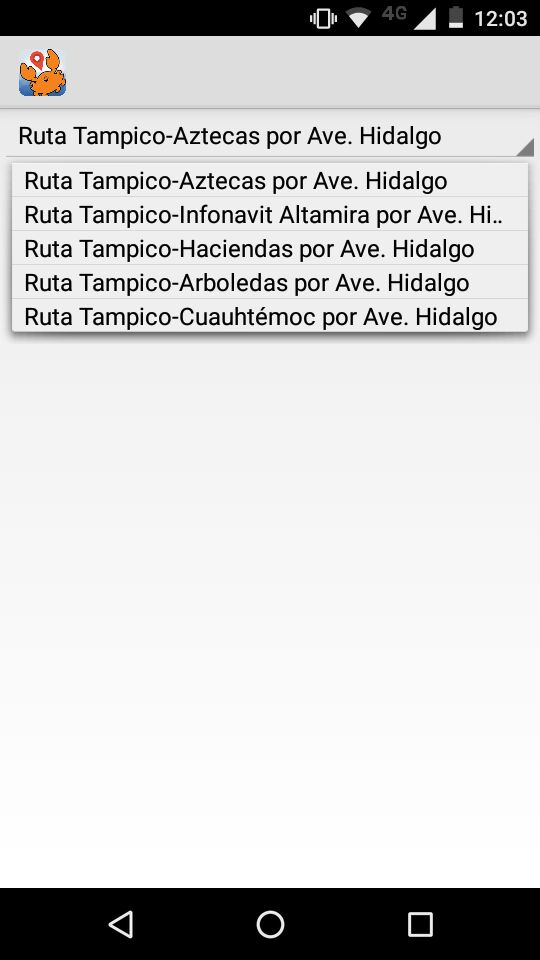 4G 12:03
Ruta Tampico-Aztecas por Ave. Hidalgo
Ruta Tampico-Aztecas por Ave. Hidalgo
Ruta Tampico-Infonavit Altamira por Ave. Hi..
Ruta Tampico-Haciendas por Ave. Hidalgo
Ruta Tampico-Arboledas por Ave. Hidalgo
Ruta Tampico-Cuauhtémoc por Ave. Hidalgo